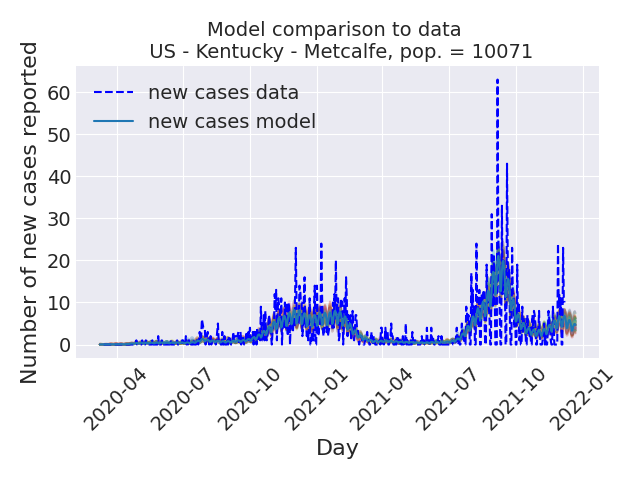 Model comparison to data
US - Kentucky - Metcalfe, pop. = 10071
new cases data
new cases model
Number of new cases reported
60
50
40
30
20
10
0
2020-04
2020-07
2020-10
2021-01
2021-04
2021-07
2021-10
2022-01
Day